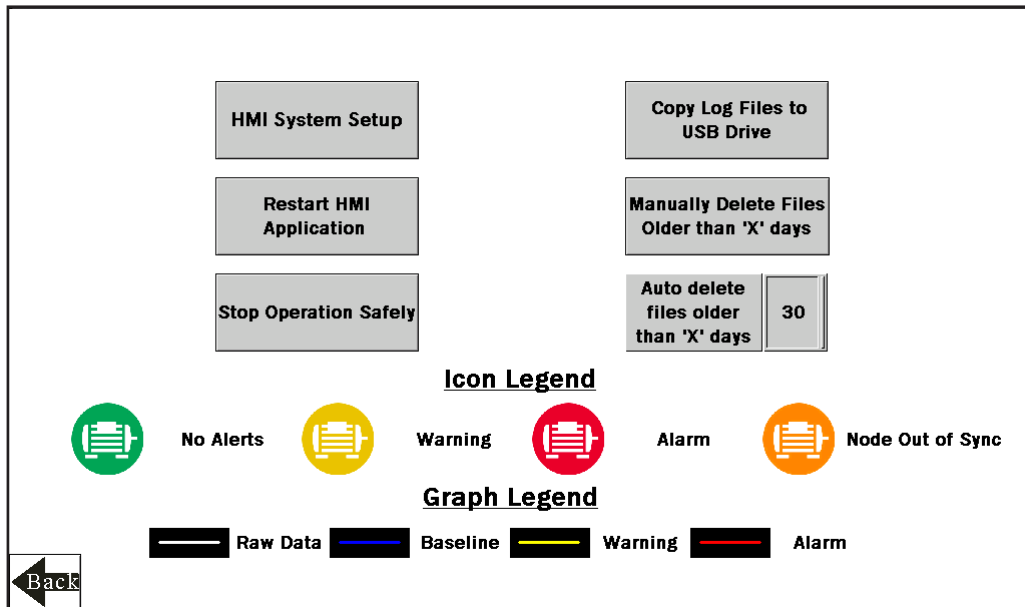 HMI System Setup
Copy Log Files to
USB Drive
Restart HMI
Application
Manually Delete Files
Older than 'X' days
Stop Operation Safely
Auto delete
files older
than 'X' days
30
Icon Legend
No Alerts
Warning
Alarm
Node Out of Sync
Graph Legend
Raw Data
Baseline
Warning
Alarm
Back